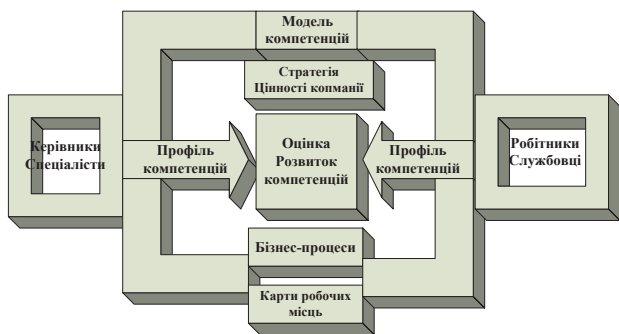 Модель
компетенцій
Стратегія
Цінності копманії
Керівники
Спеціалісти
Профіль
компетенцій
Оцінка
Розвиток
компетенцій
Профіль
компетенцій
Робітники
Службовці
Бізнес-процеси
Карти робочих
місць